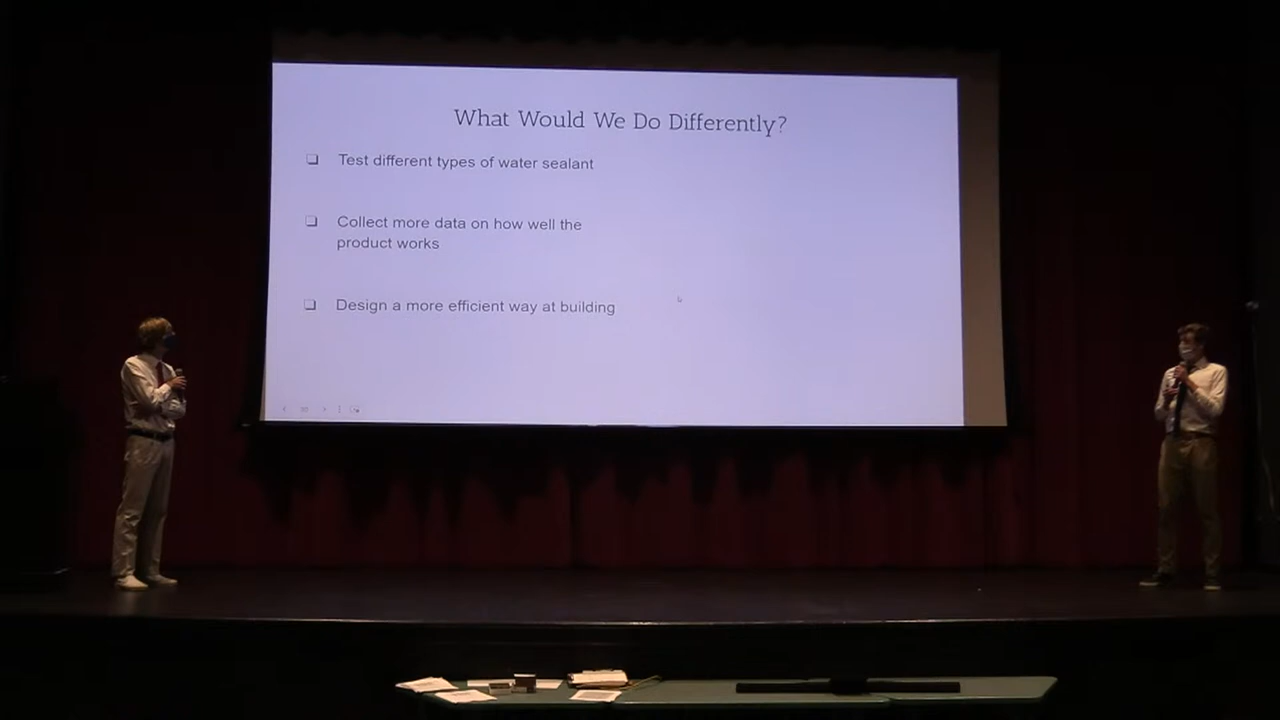 What Would We Do Differently?
❑ Test different types of water sealant
❑ Collect more data on how well the
product works
❑ Design a more efficient way at building